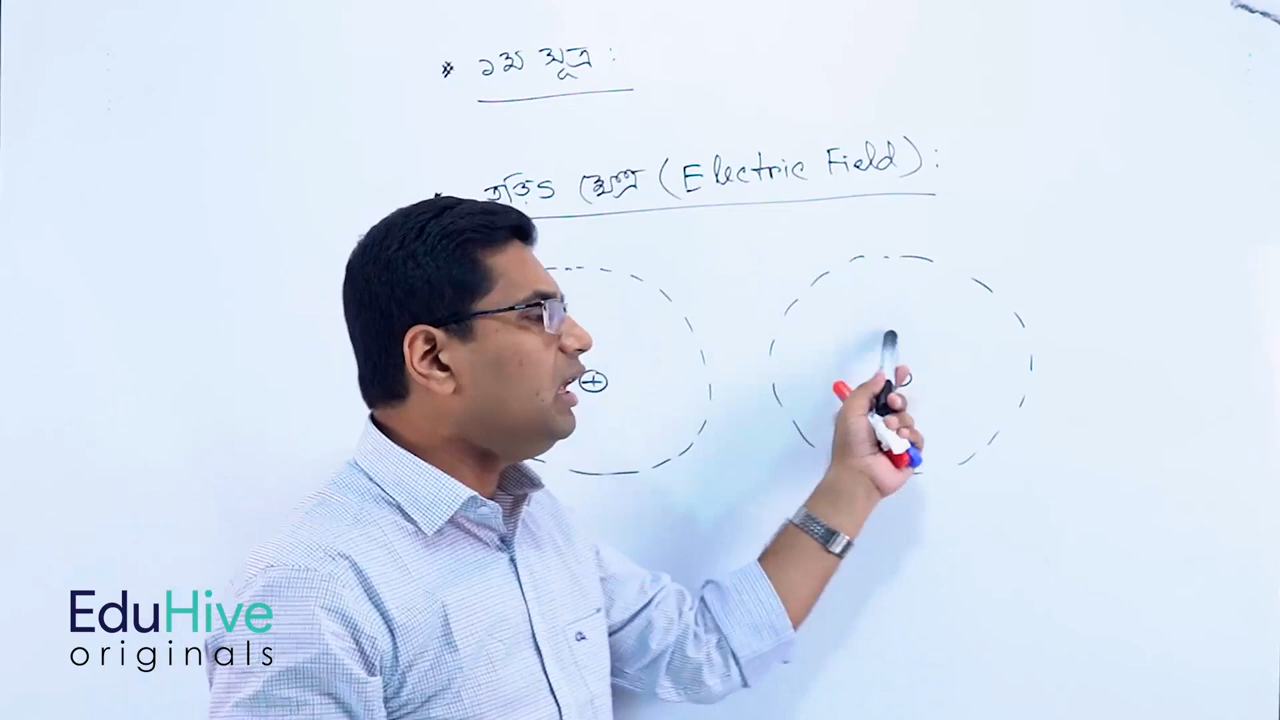 * ১ম সূত্র :
* তড়িৎ ক্ষেত্র (Electric Field) :
+
EduHive
originals